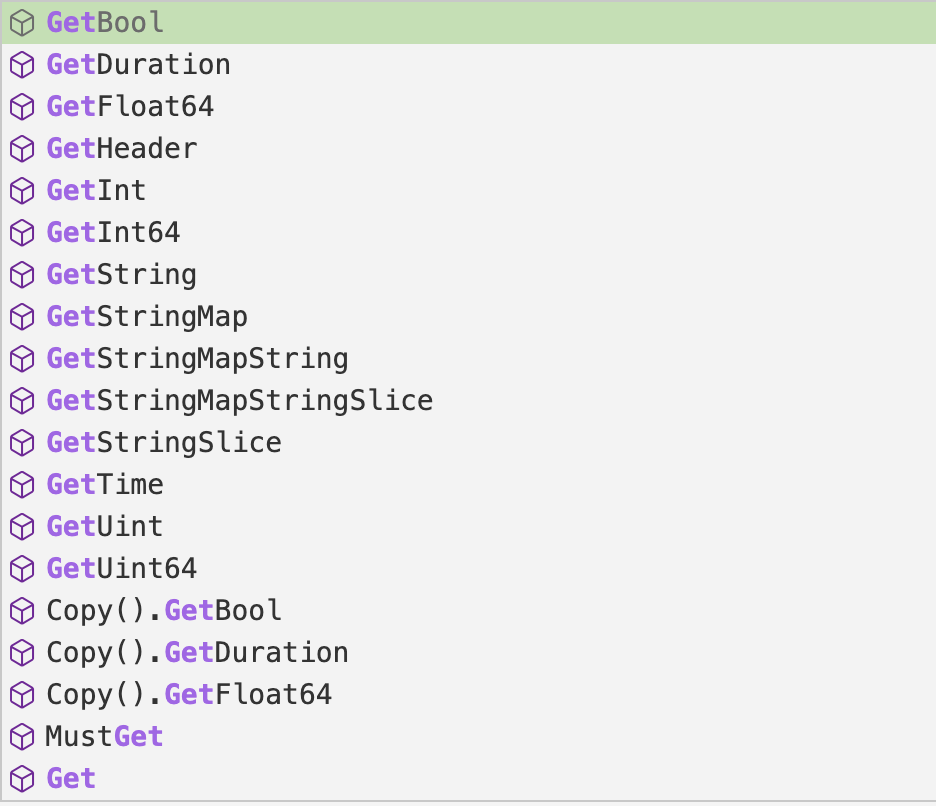 GetBool
GetDuration
GetFloat64
GetHeader
GetInt
GetInt64
GetString
GetStringMap
GetStringMapString
GetStringMapStringSlice
GetStringSlice
GetTime
GetUint
GetUint64
Copy().GetBool
Copy().GetDuration
Copy().GetFloat64
MustGet
Get